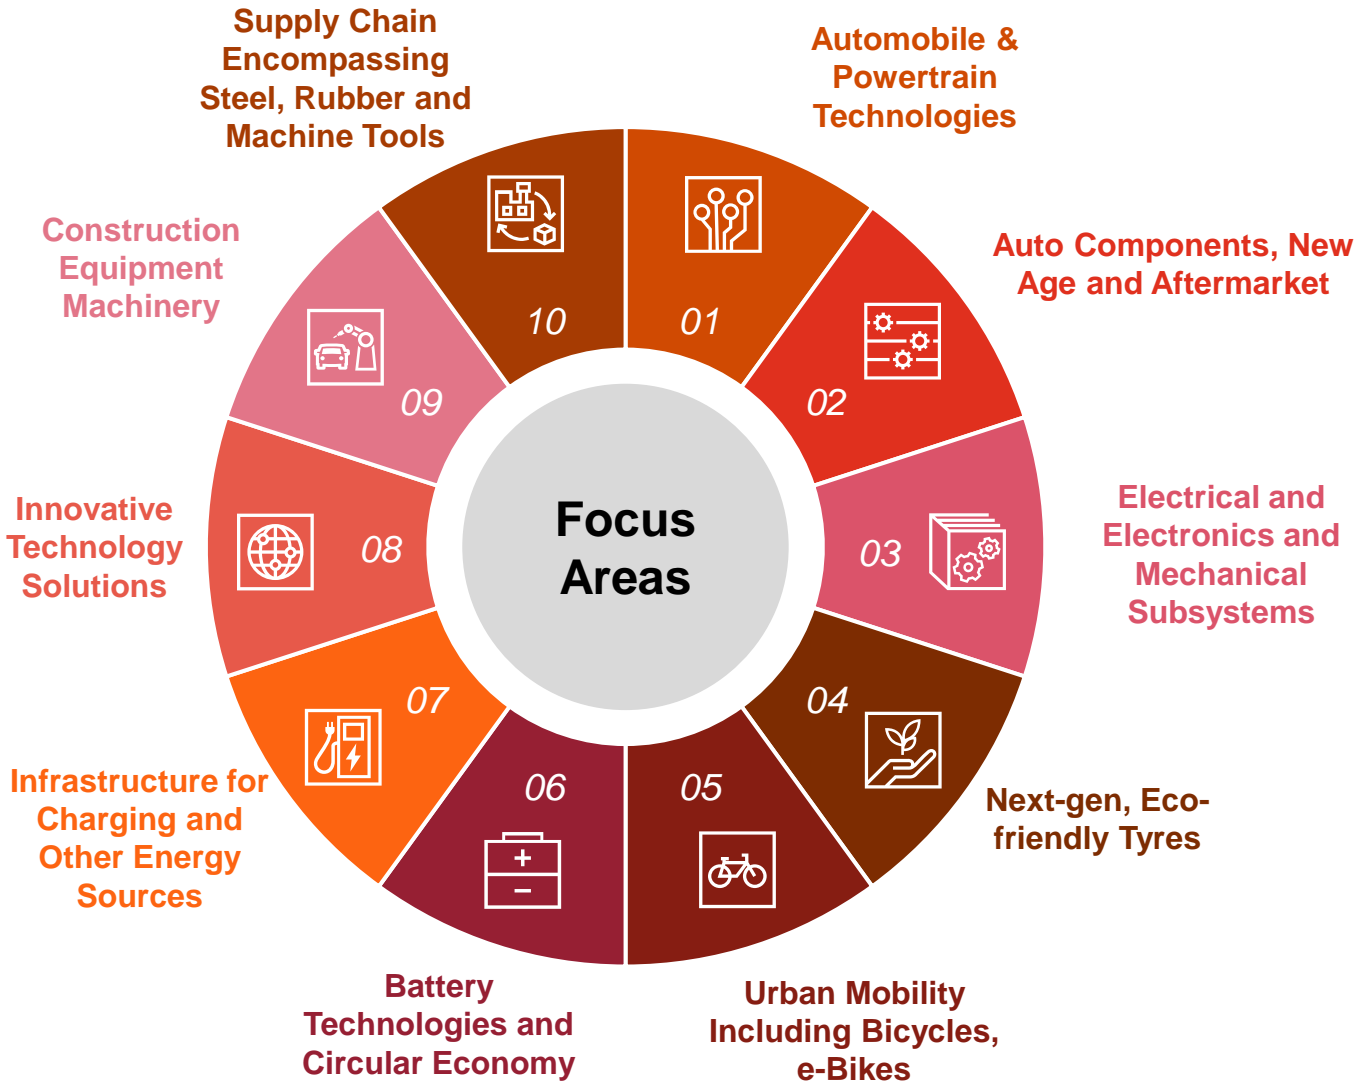 Supply Chain
Encompassing
Steel, Rubber and
Machine Tools
Automobile &
Powertrain
Technologies
Construction
Equipment
Machinery
Auto Components, New
Age and Aftermarket
10
01
09
02
Innovative
Technology
Solutions
08
Focus
Areas
03
Electrical and
Electronics and
Mechanical
Subsystems
07
04
06
05
Infrastructure for
Charging and
Other Energy
Sources
+
−
Next-gen, Eco-
friendly Tyres
Battery
Technologies and
Circular Economy
Urban Mobility
Including Bicycles,
e-Bikes